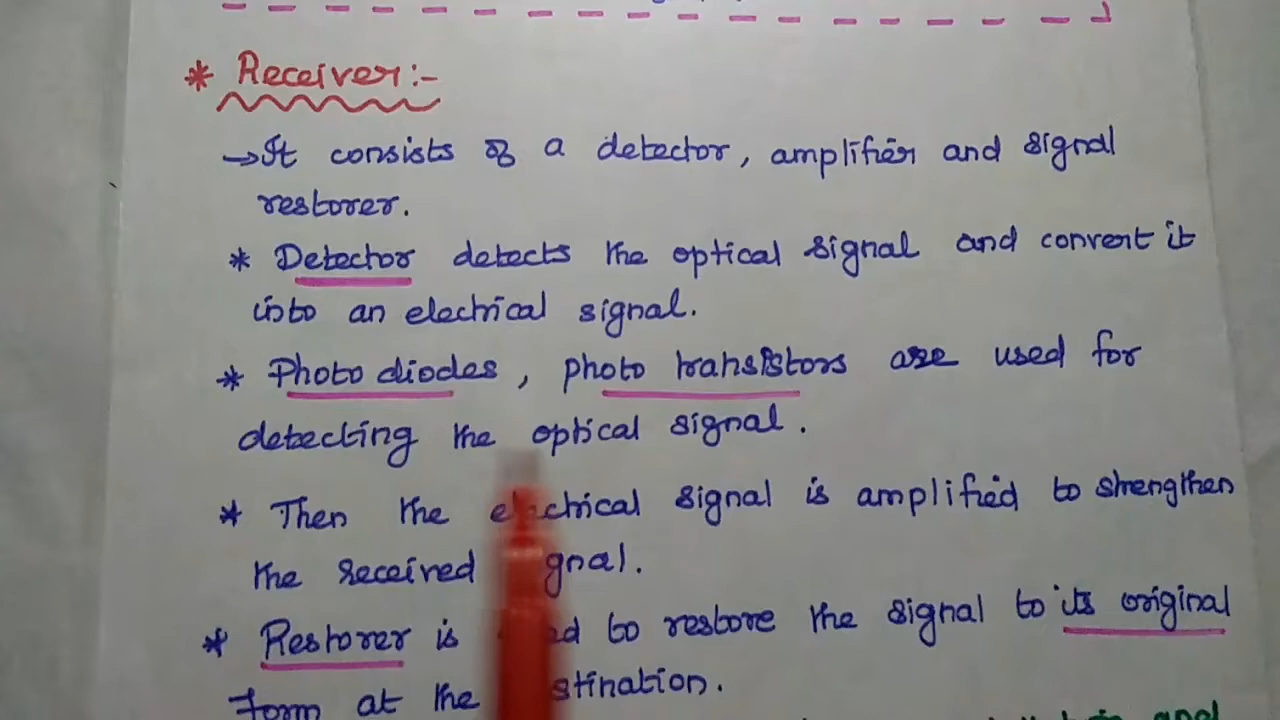 * Receiver:-
→It consists of a detector, amplifier and signal
restorer.
* Detector detects the optical signal and convert it
into an electrical signal.
* Photo diodes, photo transistors are used for
detecting the optical signal.
* Then the electrical signal is amplified to strengthen
the received signal.
* Restorer is to restore the signal to its original
form at the destination.
and